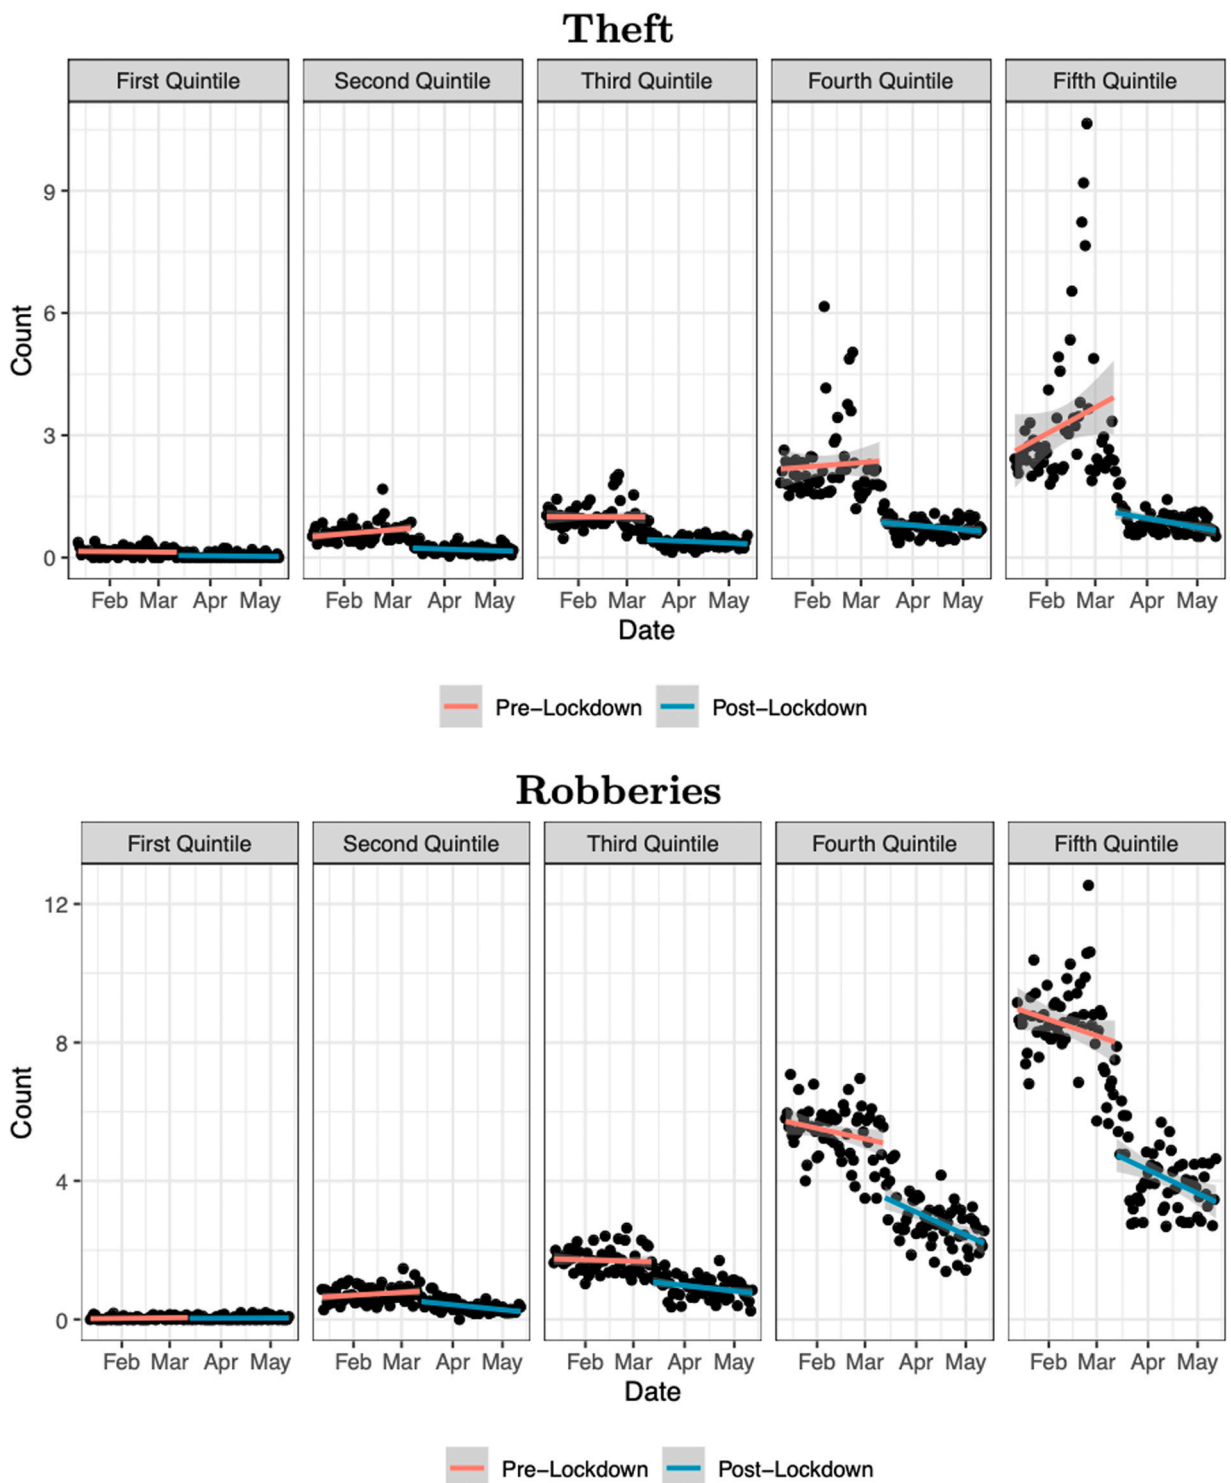 Theft
First Quintile Second Quintile Third Quintile Fourth Quintile Fifth Quintile
9
6
3
0
Count
Feb Mar Apr May Feb Mar Apr May Feb Mar Apr May Feb Mar Apr May Feb Mar Apr May
Date
Pre–Lockdown Post–Lockdown
Robberies
First Quintile Second Quintile Third Quintile Fourth Quintile Fifth Quintile
12
8
4
0
Count
Feb Mar Apr May Feb Mar Apr May Feb Mar Apr May Feb Mar Apr May Feb Mar Apr May
Date
Pre–Lockdown Post–Lockdown